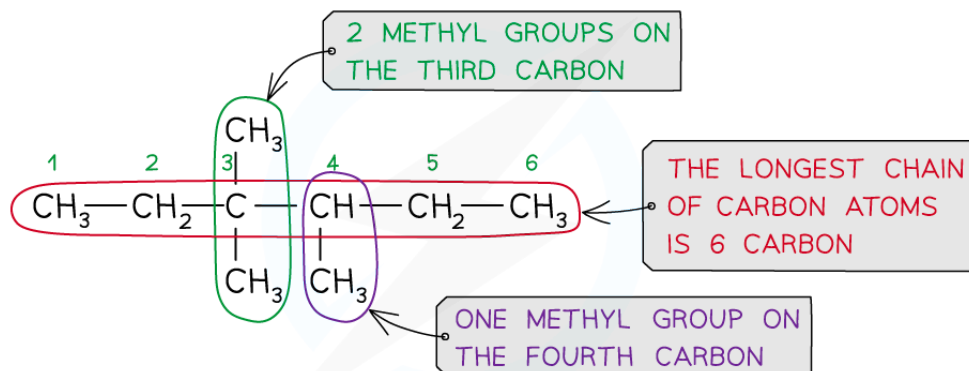 2 METHYL GROUPS ON
THE THIRD CARBON
CH₃
1 2 3 4 5 6
CH₃—CH₂—C—CH—CH₂—CH₃
CH₃ CH₃
THE LONGEST CHAIN
OF CARBON ATOMS
IS 6 CARBON
ONE METHYL GROUP ON
THE FOURTH CARBON